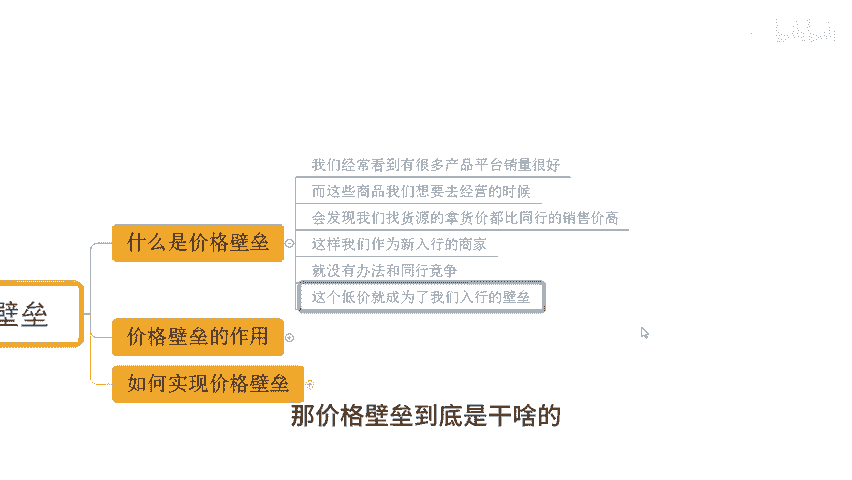 我们经常看到有很多产品平台销量很好
而这些商品我们想要去经营的时候
会发现我们找货源的拿货价都比同行的销售价高
什么是价格壁垒
这样我们作为新入行的商家
就没有办法和同行竞争
这个低价就成为了我们入行的壁垒
壁垒
价格壁垒的作用
如何实现价格壁垒
那价格壁垒到底是干啥的